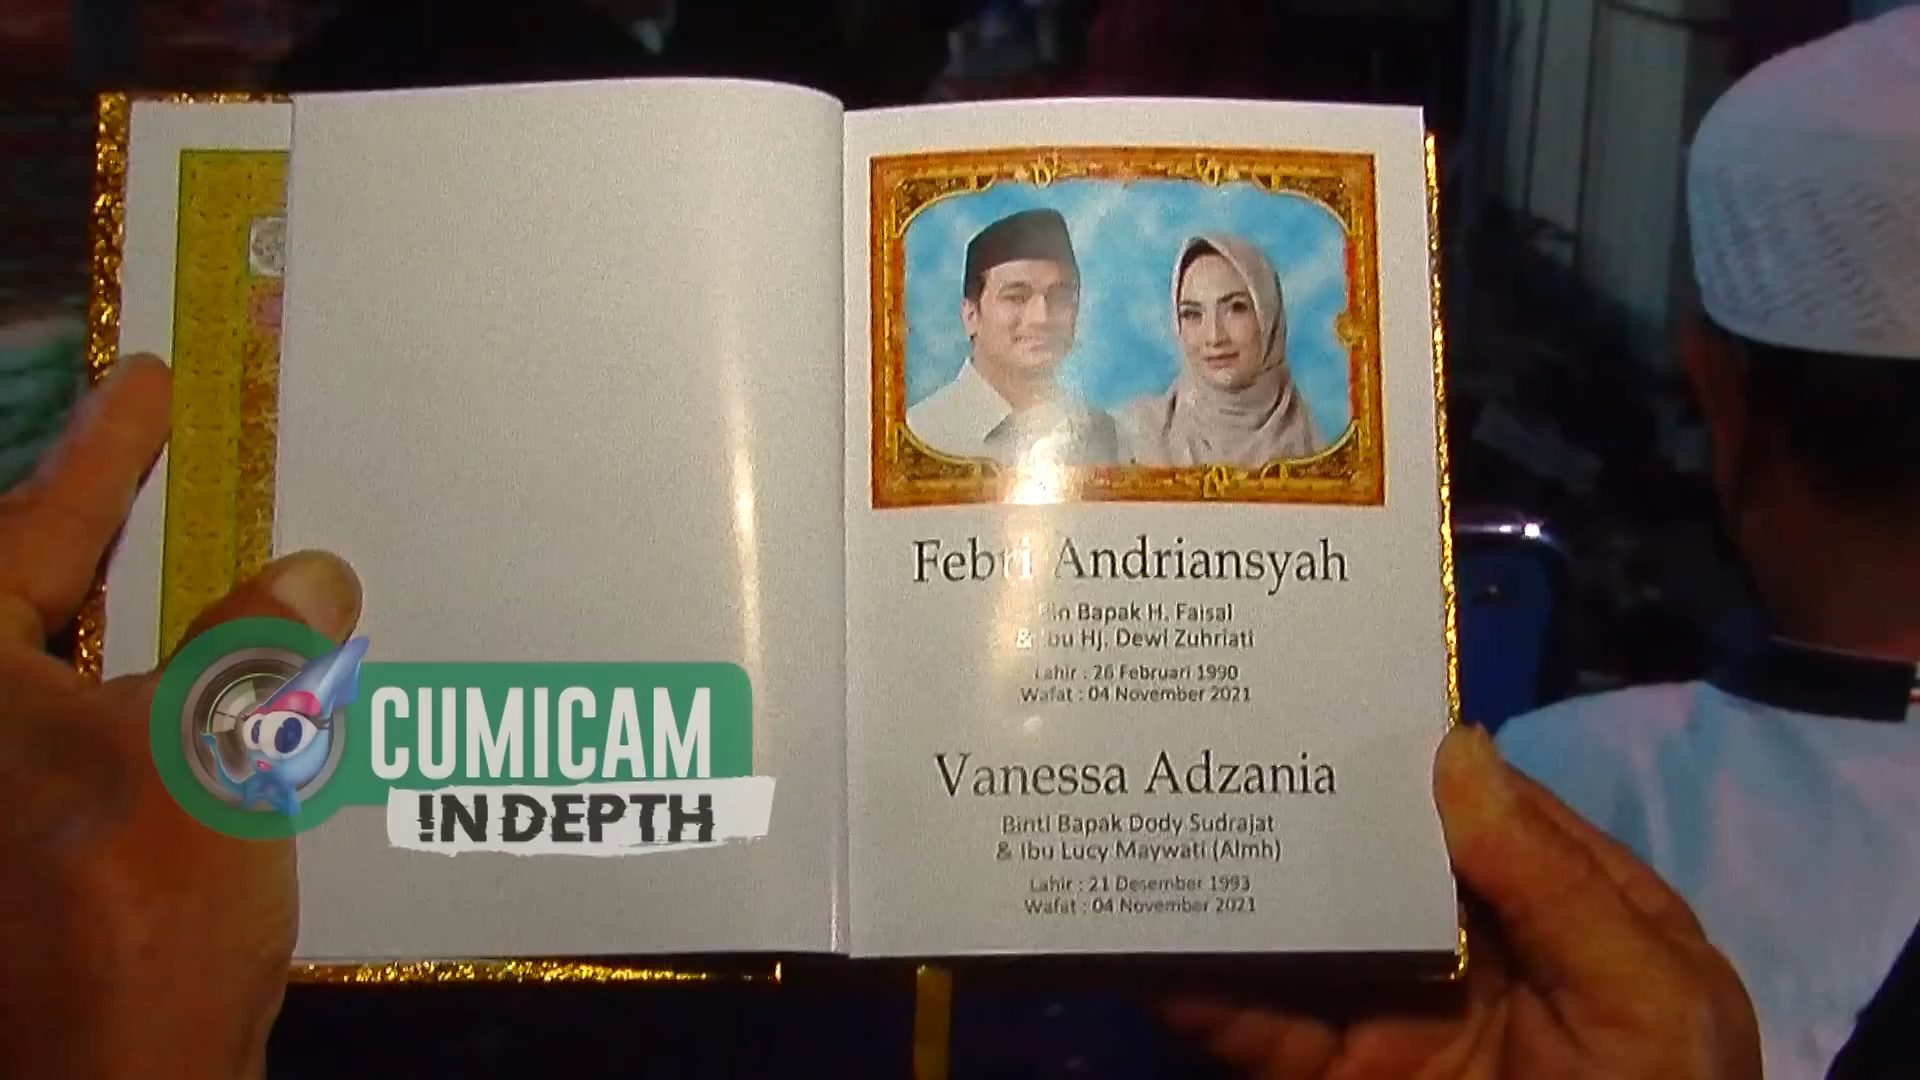 Febri Andriansyah
Bin Bapak H. Faisal
& Ibu Hj. Dewi Zuhriati
Lahir : 26 Februari 1990
Wafat : 04 November 2021
Vanessa Adzania
Binti Bapak Dody Sudrajat
& Ibu Lucy Maywati (Almh)
Lahir : 21 Desember 1993
Wafat : 04 November 2021
CUMICAM
!N DEPTH